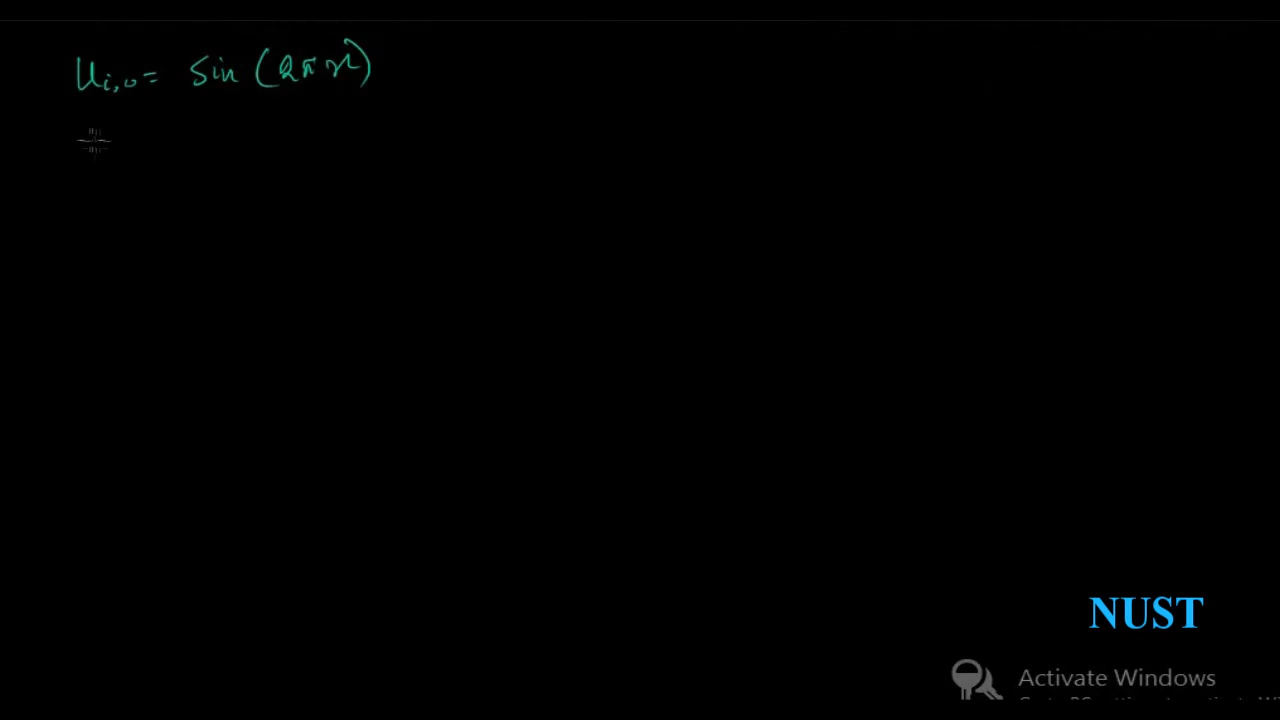 u_{i,0} = sin(2πx)
NUST
Activate Windows